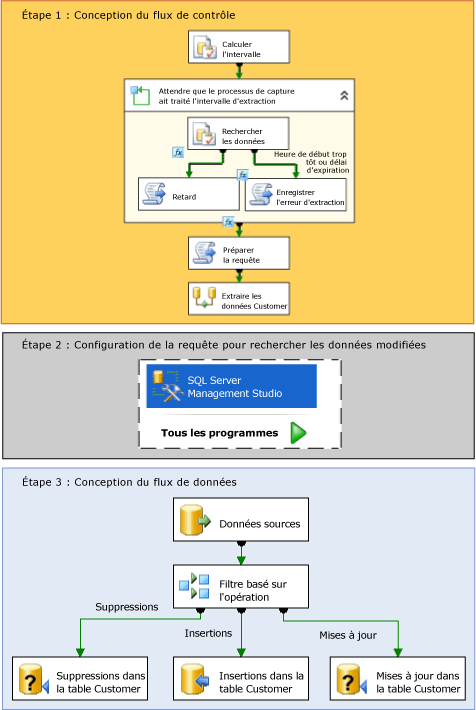 Étape 1 : Conception du flux de contrôle
Calculer
l'intervalle
Attendre que le processus de capture
ait traité l'intervalle d'extraction
Rechercher
les données
fx
Heure de début trop
tôt ou délai
d'expiration
fx
Retard
Enregistrer
l'erreur d'extraction
fx
Préparer
la requête
Extraire les
données Customer
Étape 2 : Configuration de la requête pour rechercher les données modifiées
SQL Server
Management Studio
Tous les programmes
Étape 3 : Conception du flux de données
Données sources
Filtre basé sur
l'opération
Suppressions
Insertions
Mises à jour
Suppressions dans
la table Customer
Insertions dans la
table Customer
Mises à jour dans
la table Customer